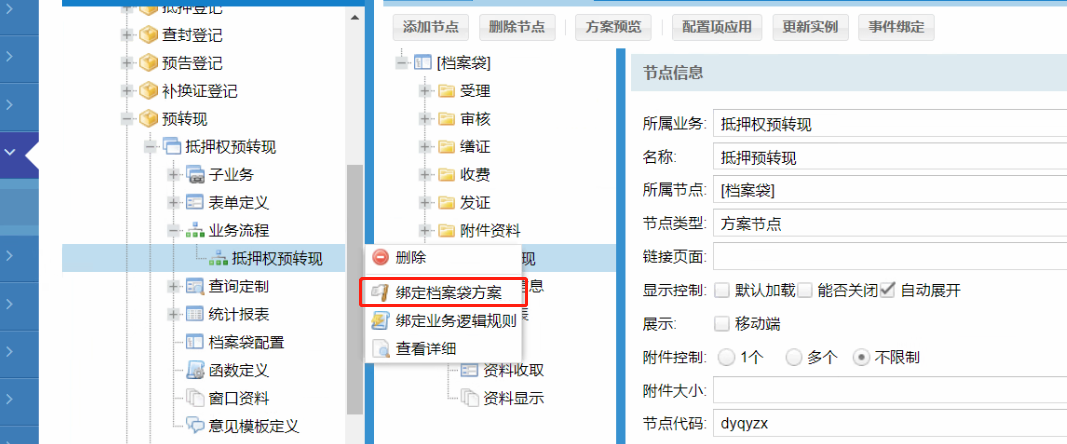 抵押登记
查封登记
预告登记
补换证登记
预转现
抵押权预转现
子业务
表单定义
业务流程
抵押权预转现
查询定制
统计报表
档案袋配置
函数定义
窗口资料
意见模板定义
删除
绑定档案袋方案
绑定业务逻辑规则
查看详细
添加节点 删除节点 方案预览 配置项应用 更新实例 事件绑定
[档案袋]
受理
审核
缮证
收费
发证
附件资料
现
息
表
资料收取
资料显示
节点信息
所属业务: 抵押权预转现
名称: 抵押预转现
所属节点: [档案袋]
节点类型: 方案节点
链接页面:
显示控制: 默认加载 能否关闭 自动展开
展示: 移动端
附件控制: 1个 多个 不限制
附件大小:
节点代码: dyqyzx